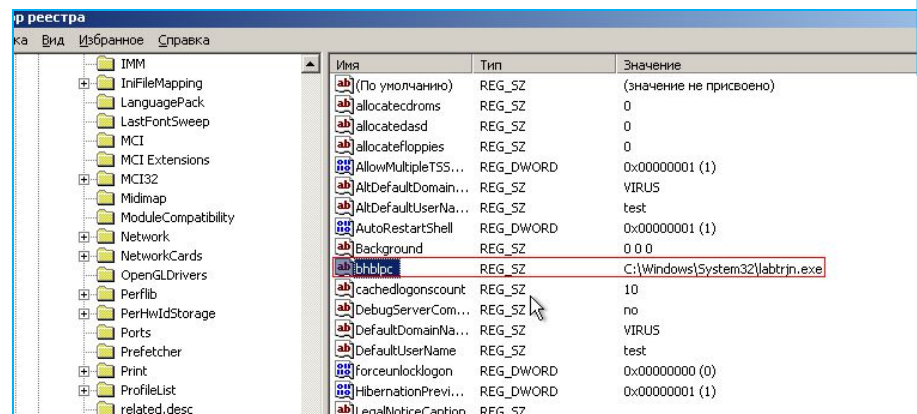 ор реестра
ка Вид Избранное Справка
IMM
IniFileMapping
LanguagePack
LastFontSweep
MCI
MCI Extensions
MCI32
Midimap
ModuleCompatibility
Network
NetworkCards
OpenGLDrivers
Perflib
PerHwIdStorage
Ports
Prefetcher
Print
ProfileList
related.desc
Имя Тип Значение
(По умолчанию) REG_SZ (значение не присвоено)
allocatecdroms REG_SZ 0
allocatedasd REG_SZ 0
allocatefloppies REG_SZ 0
AllowMultipleTSS... REG_DWORD 0x00000001 (1)
AltDefaultDomain... REG_SZ VIRUS
AltDefaultUserNa... REG_SZ test
AutoRestartShell REG_DWORD 0x00000001 (1)
Background REG_SZ 0 0 0
bhblpc REG_SZ C:\Windows\System32\labtrjn.exe
cachedlogonscount REG_SZ 10
DebugServerCom... REG_SZ no
DefaultDomainNa... REG_SZ VIRUS
DefaultUserName REG_SZ test
forceunlocklogon REG_DWORD 0x00000000 (0)
HibernationPrevi... REG_DWORD 0x00000001 (1)
LegalNoticeCaption REG_SZ